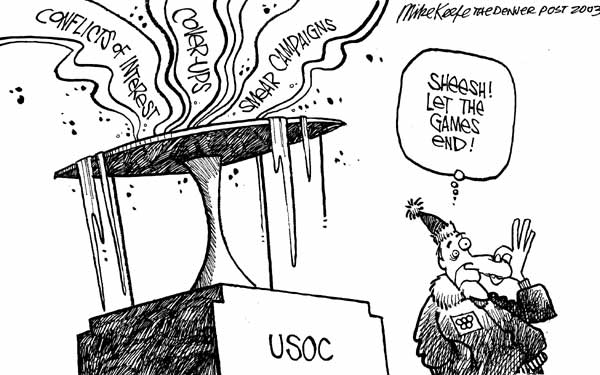 Mike Keefe THE DENVER POST 2003
CONFLICTS OF INTEREST
COVER-UPS
SMEAR CAMPAIGNS
SHEESH!
LET THE
GAMES
END!
USOC